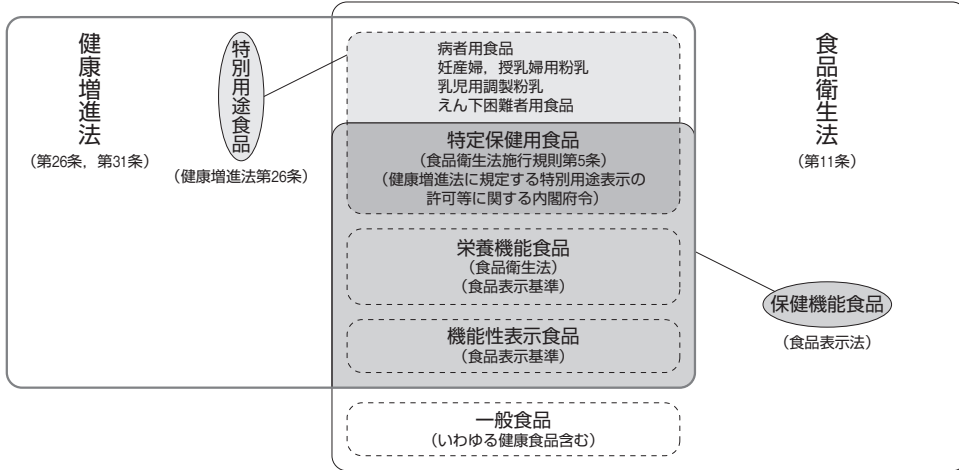 健康増進法
（第26条，第31条）
特別用途食品
（健康増進法第26条）
病者用食品
妊産婦，授乳婦用粉乳
乳児用調製粉乳
えん下困難者用食品
特定保健用食品
（食品衛生法施行規則第5条）
（健康増進法に規定する特別用途表示の
許可等に関する内閣府令）
栄養機能食品
（食品衛生法）
（食品表示基準）
機能性表示食品
（食品表示基準）
一般食品
（いわゆる健康食品含む）
食品衛生法
（第11条）
保健機能食品
（食品表示法）